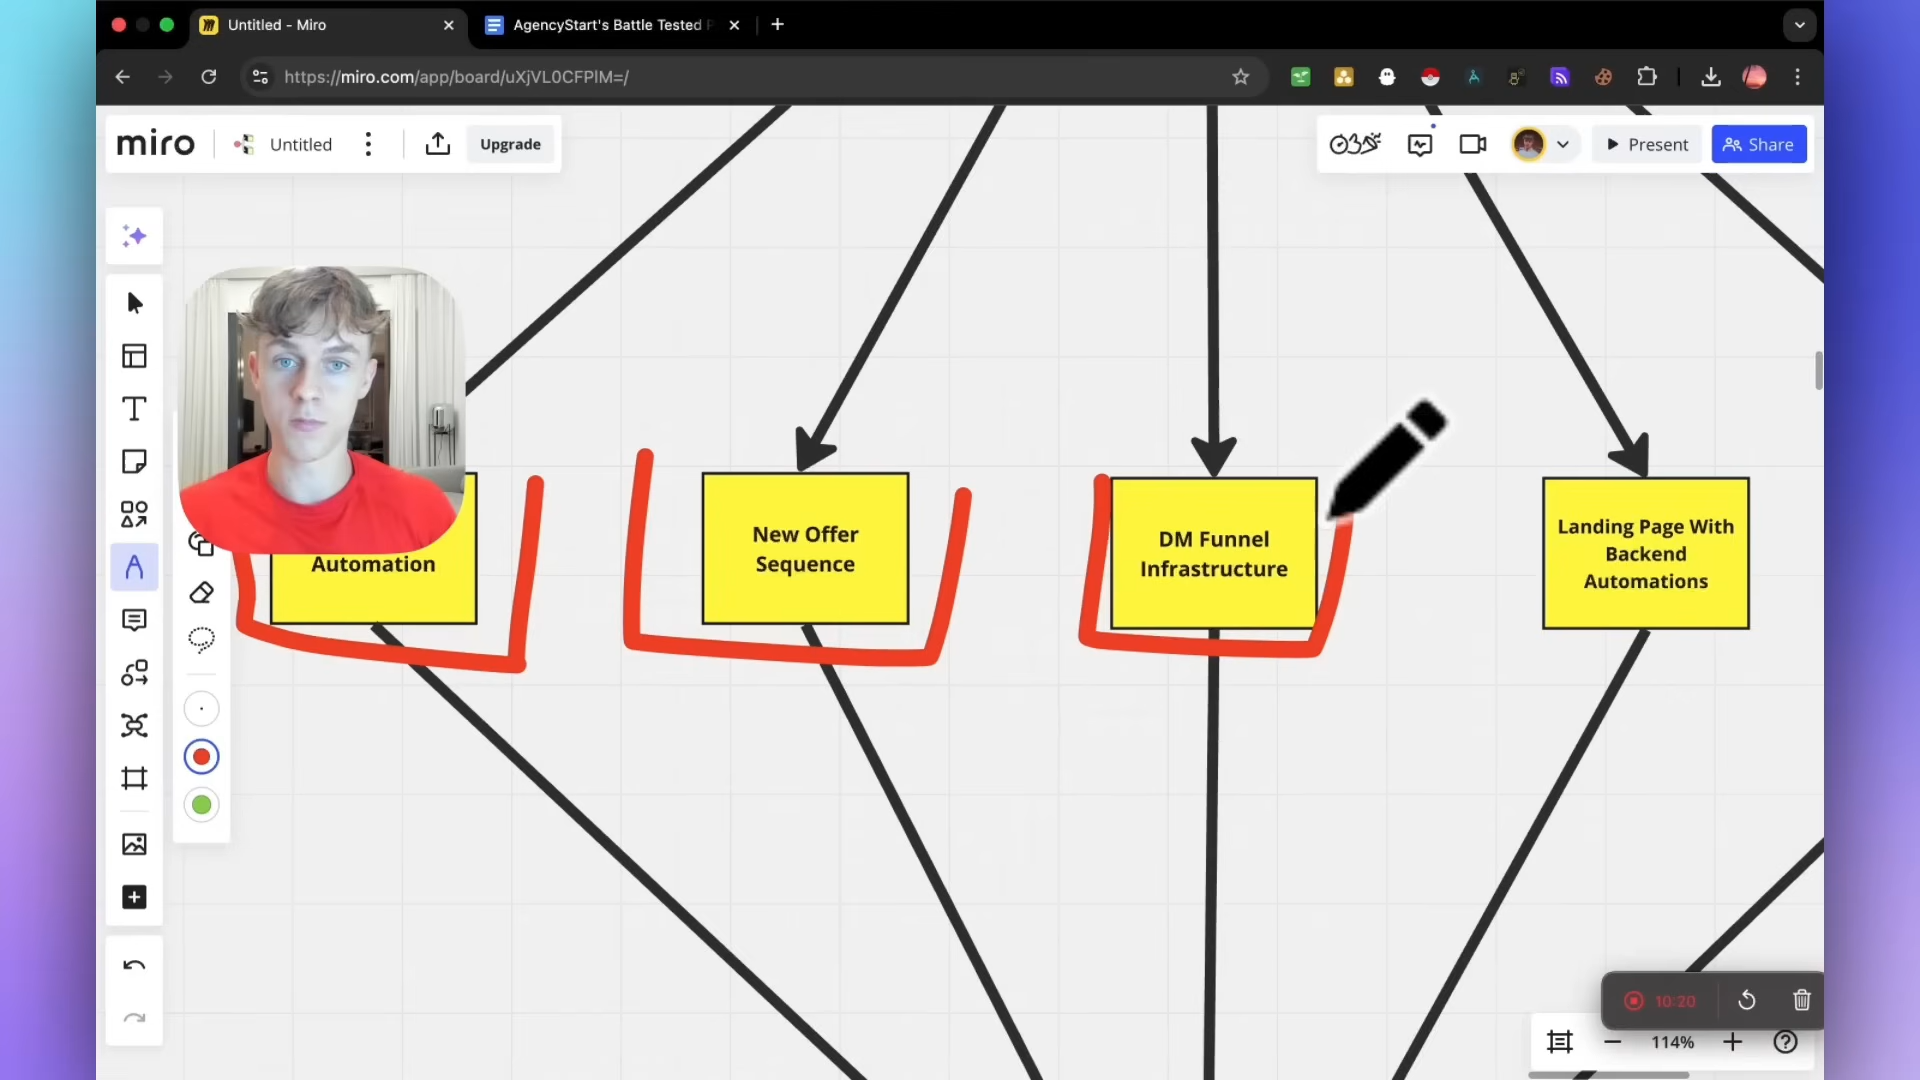 Untitled - Miro
AgencyStart's Battle Tested
https://miro.com/app/board/uXjVL0CFPlM=/
miro
Untitled
Upgrade
Present
Share
Automation
New Offer
Sequence
DM Funnel
Infrastructure
Landing Page With
Backend
Automations
10:20
114%